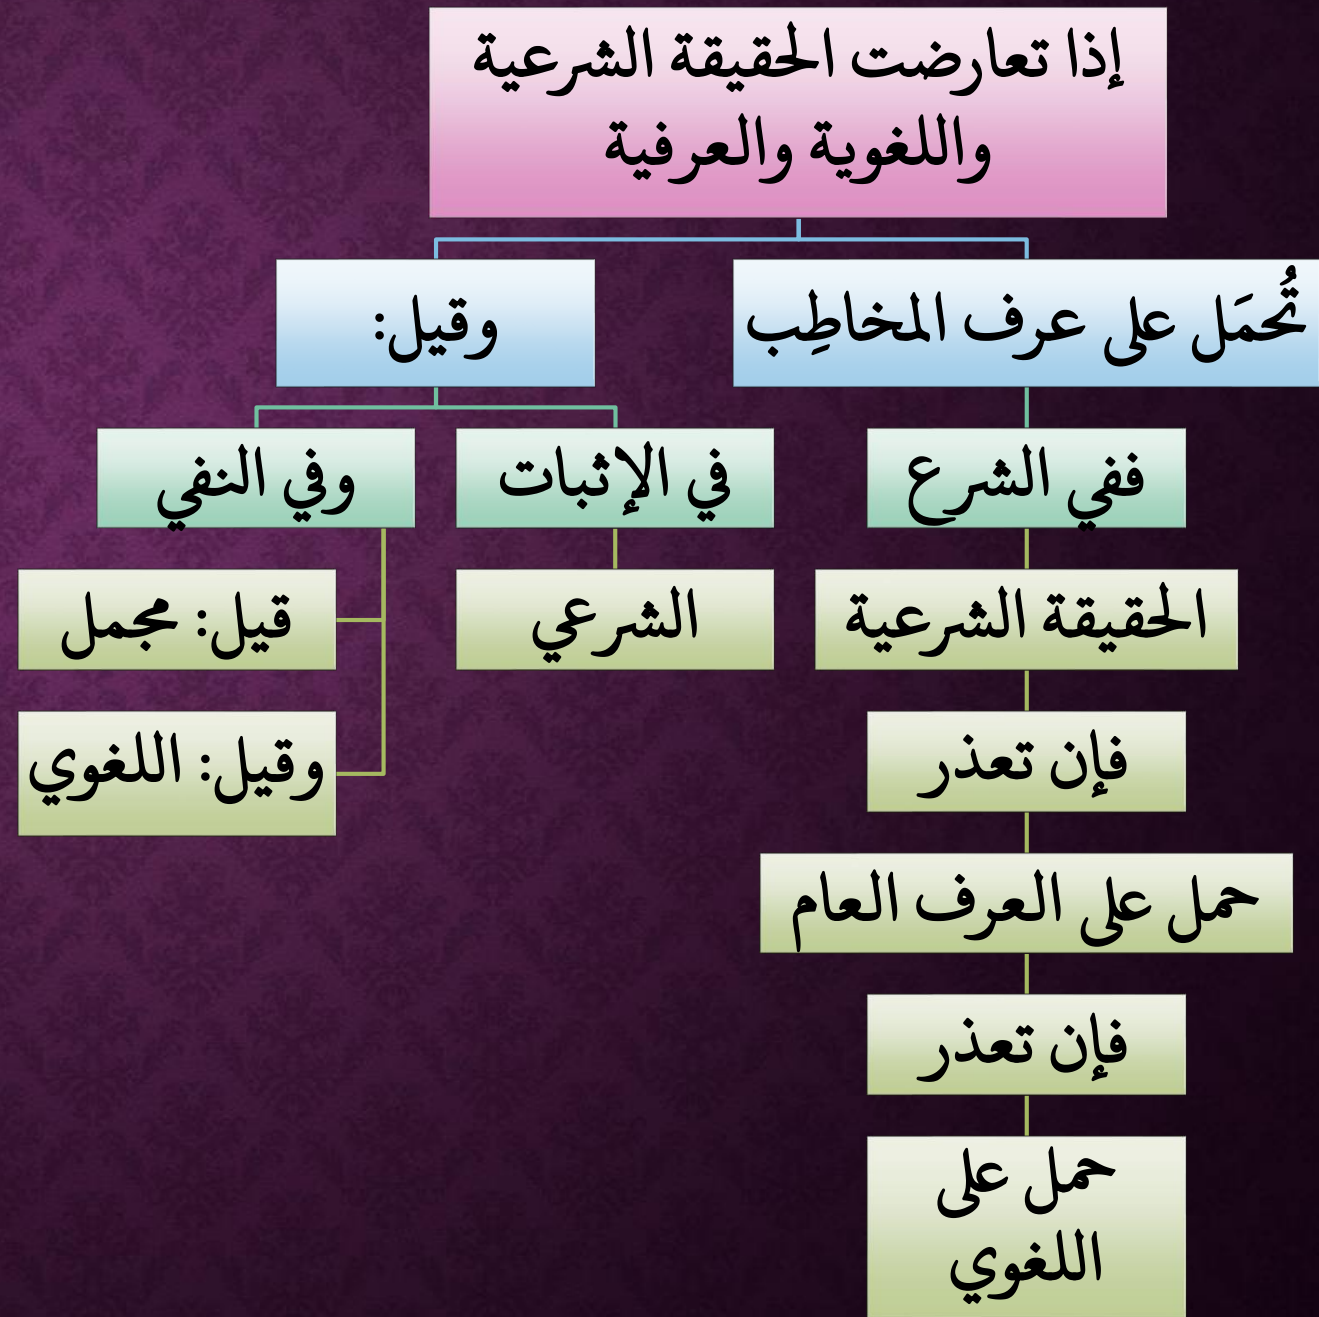 إذا تعارضت الحقيقة الشرعية
واللغوية والعرفية
تُحمَل على عرف المخاطِب
وقيل:
ففي الشرع
في الإثبات
وفي النفي
الحقيقة الشرعية
الشرعي
قيل: مجمل
فإن تعذر
وقيل: اللغوي
حمل على العرف العام
فإن تعذر
حمل على
اللغوي